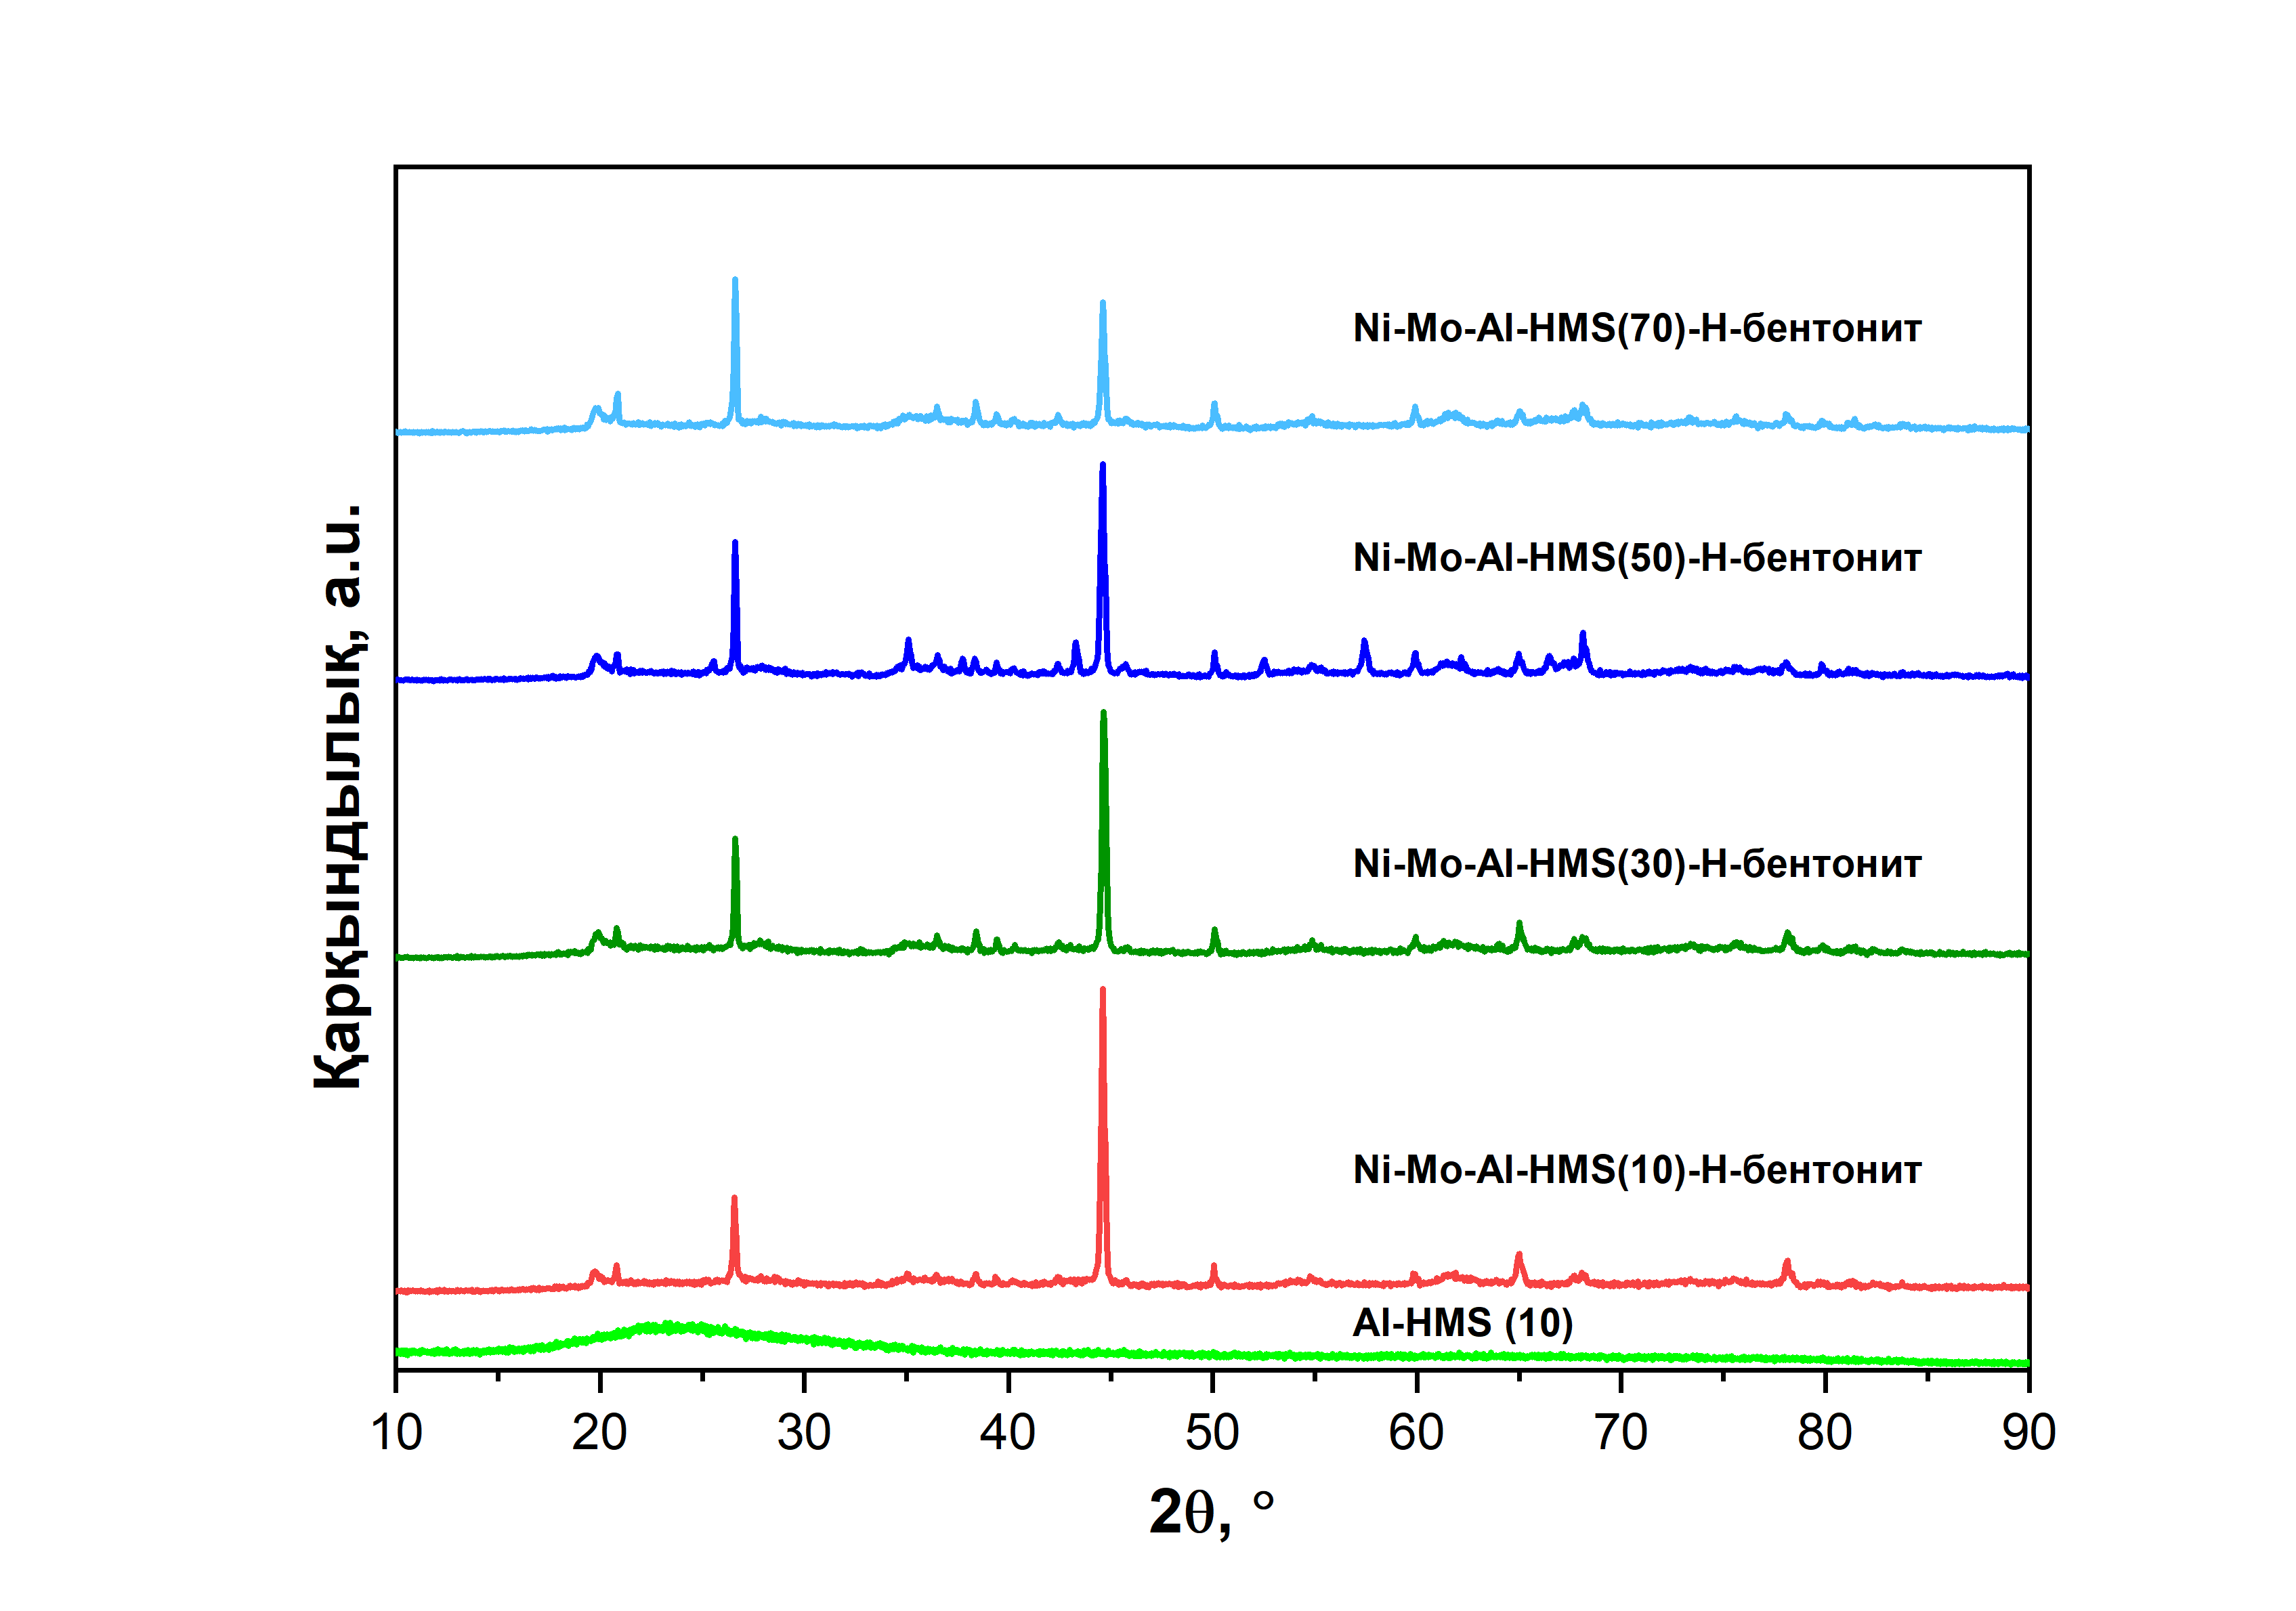 Ni-Mo-Al-HMS(70)-H-бентонит
Ni-Mo-Al-HMS(50)-H-бентонит
Ni-Mo-Al-HMS(30)-H-бентонит
Ni-Mo-Al-HMS(10)-H-бентонит
Al-HMS (10)
Қарқындылық, a.u.
10 20 30 40 50 60 70 80 90
2θ, °